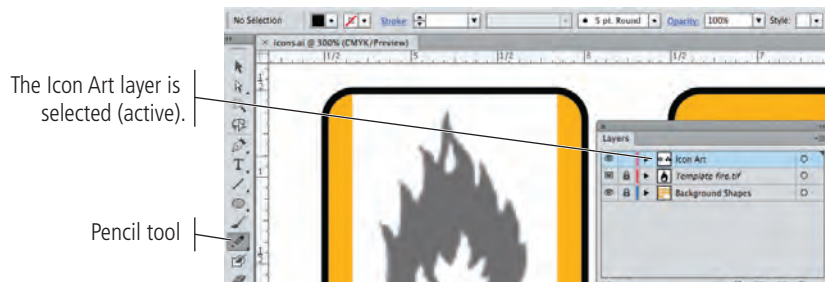 No Selection
Stroke:
5 pt. Round
Opacity: 100%
Style:
× icons.ai @ 300% (CMYK/Preview)
1/2 5 1/2 6 1/2 7
The Icon Art layer is
selected (active).
Layers
Icon Art
Template fire.tif
Background Shapes
Pencil tool